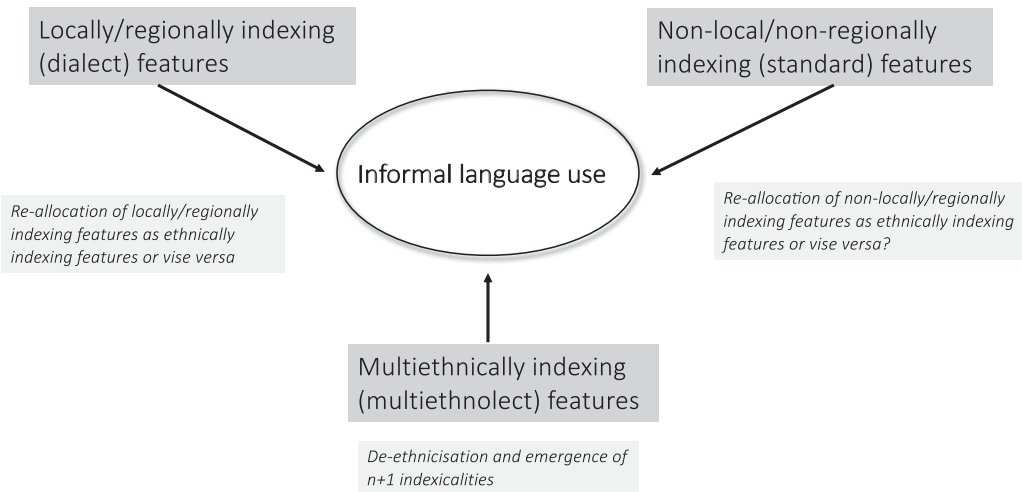 Locally/regionally indexing
(dialect) features
Non-local/non-regionally
indexing (standard) features
Informal language use
Re-allocation of locally/regionally
indexing features as ethnically
indexing features or vise versa
Re-allocation of non-locally/regionally
indexing features as ethnically indexing
features or vise versa?
Multiethnically indexing
(multiethnolect) features
De-ethnicisation and emergence of
n+1 indexicalities